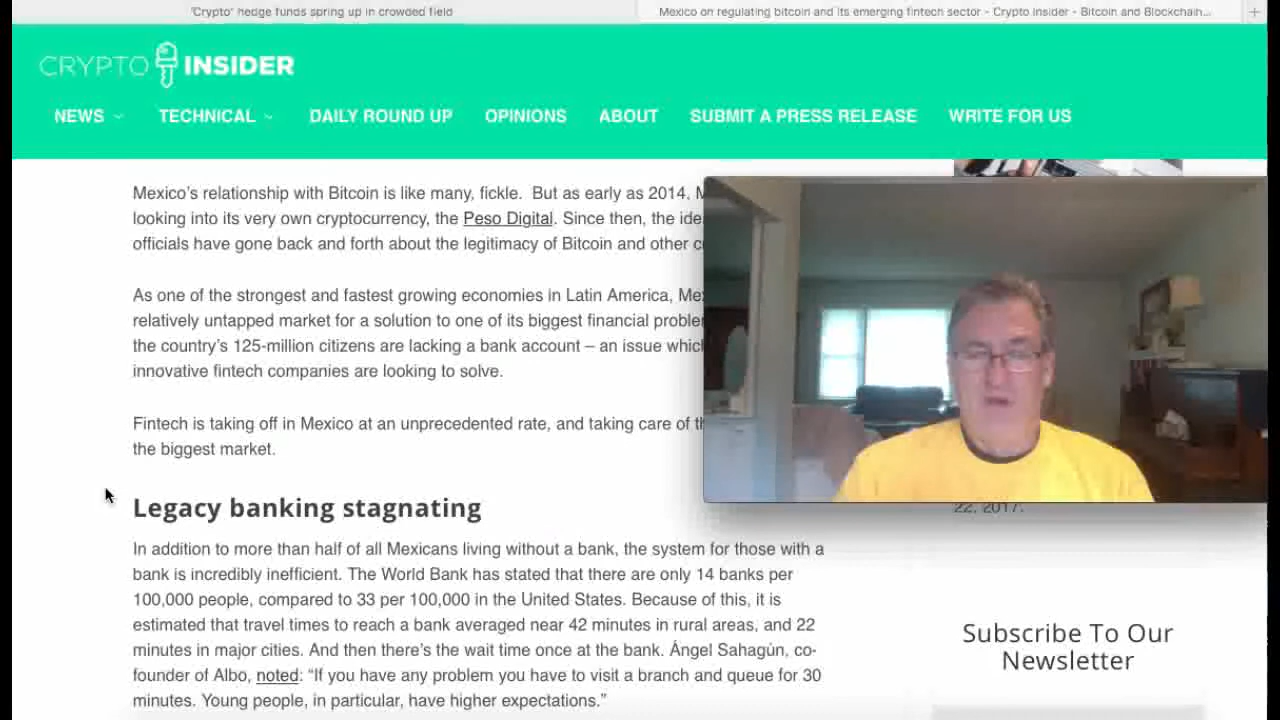 "Crypto" hedge funds spring up in crowded field
Mexico on regulating bitcoin and its emerging fintech sector - Crypto Insider - Bitcoin and Blockchain...
CRYPTO INSIDER
NEWS TECHNICAL DAILY ROUND UP OPINIONS ABOUT SUBMIT A PRESS RELEASE WRITE FOR US
Mexico's relationship with Bitcoin is like many, fickle. But as early as 2014,
looking into its very own cryptocurrency, the Peso Digital. Since then, the
officials have gone back and forth about the legitimacy of Bitcoin and other
As one of the strongest and fastest growing economies in Latin America,
relatively untapped market for a solution to one of its biggest financial
the country's 125-million citizens are lacking a bank account – an issue
innovative fintech companies are looking to solve.
Fintech is taking off in Mexico at an unprecedented rate, and taking care of
the biggest market.
Legacy banking stagnating
In addition to more than half of all Mexicans living without a bank, the system for those with a
bank is incredibly inefficient. The World Bank has stated that there are only 14 banks per
100,000 people, compared to 33 per 100,000 in the United States. Because of this, it is
estimated that travel times to reach a bank averaged near 42 minutes in rural areas, and 22
minutes in major cities. And then there's the wait time once at the bank. Ángel Sahagún, co-
founder of Albo, noted: “If you have any problem you have to visit a branch and queue for 30
minutes. Young people, in particular, have higher expectations.”
22, 2017.
Subscribe To Our
Newsletter